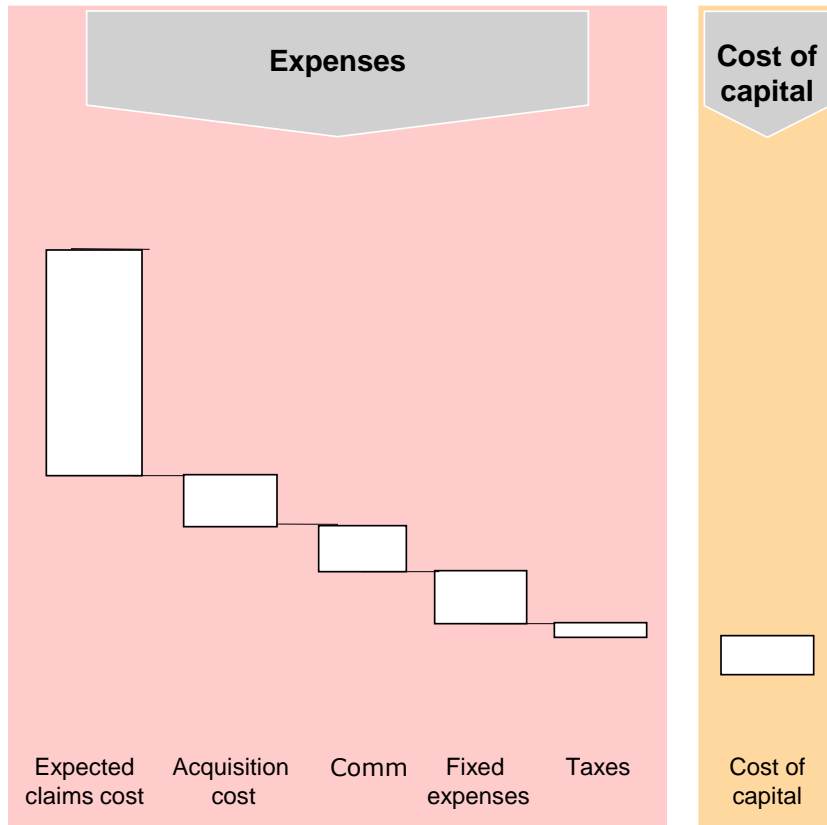 Expenses
Cost of
capital
Expected
claims cost
Acquisition
cost
Comm
Fixed
expenses
Taxes
Cost of
capital